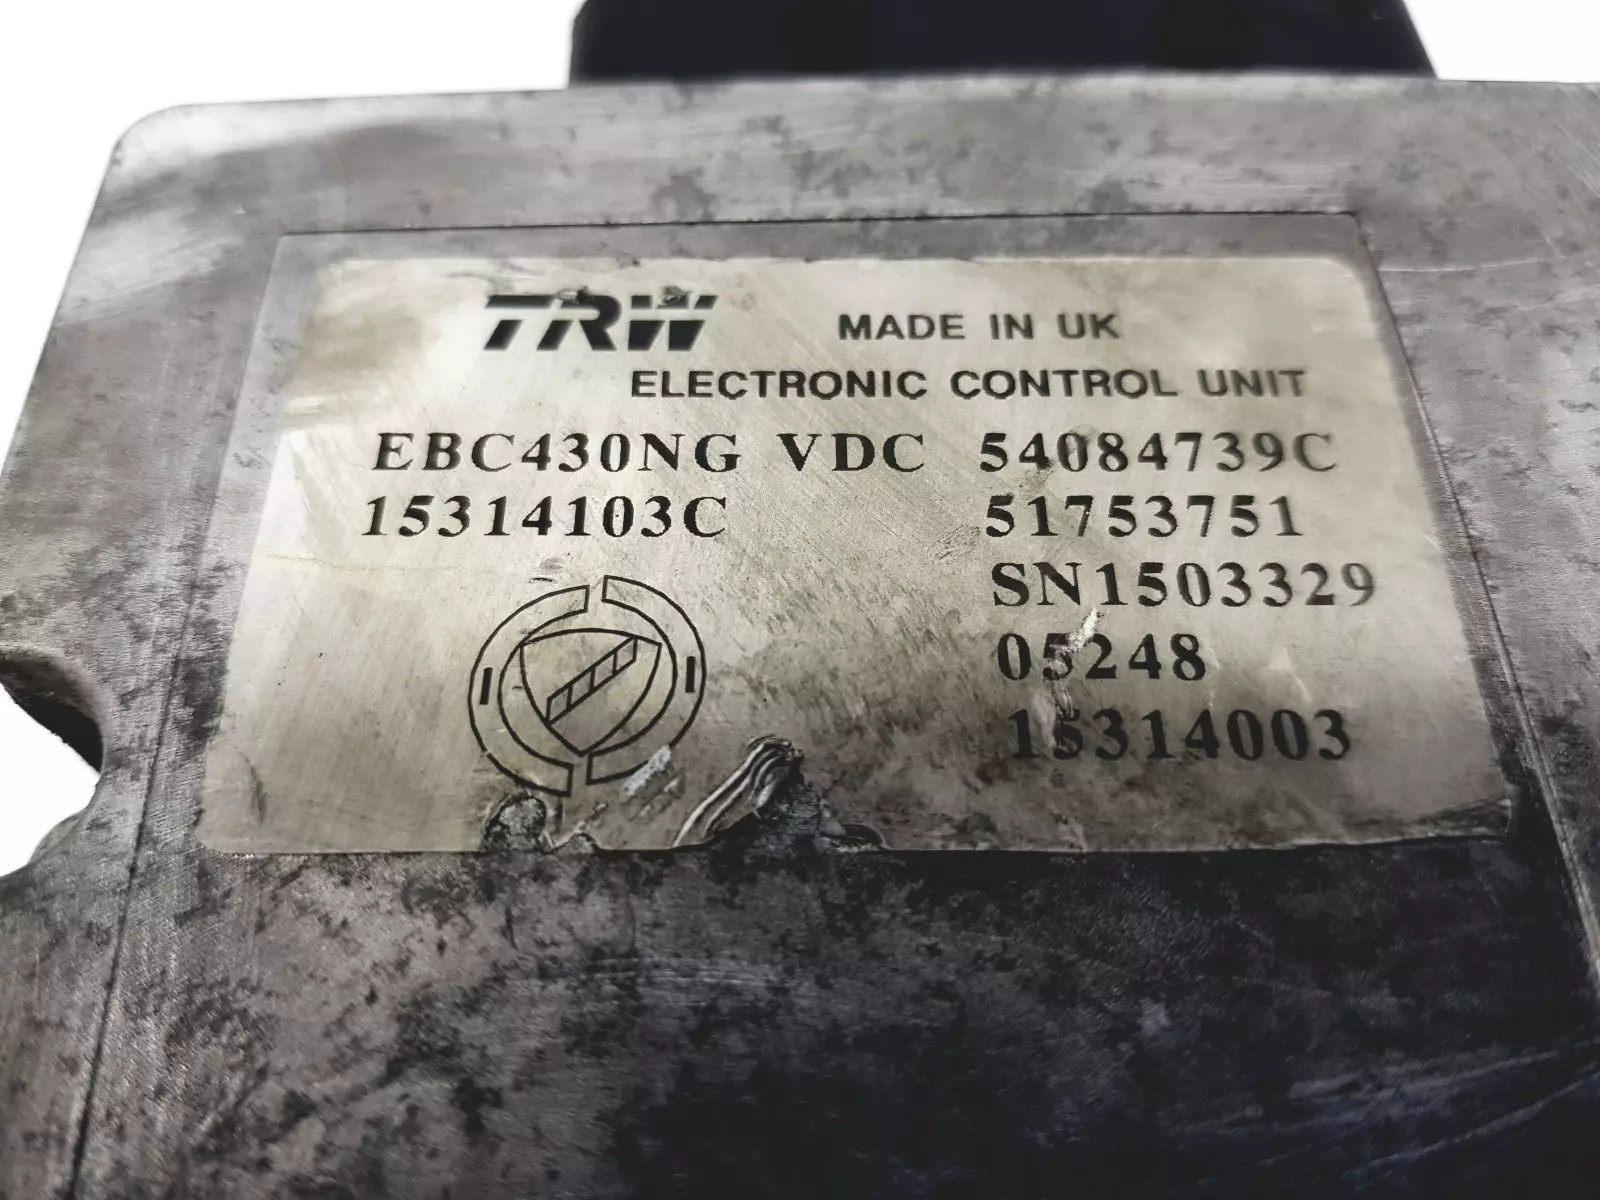 TRW MADE IN UK
ELECTRONIC CONTROL UNIT
EBC430NG VDC 54084739C
15314103C 51753751
SN1503329
05248
15314003